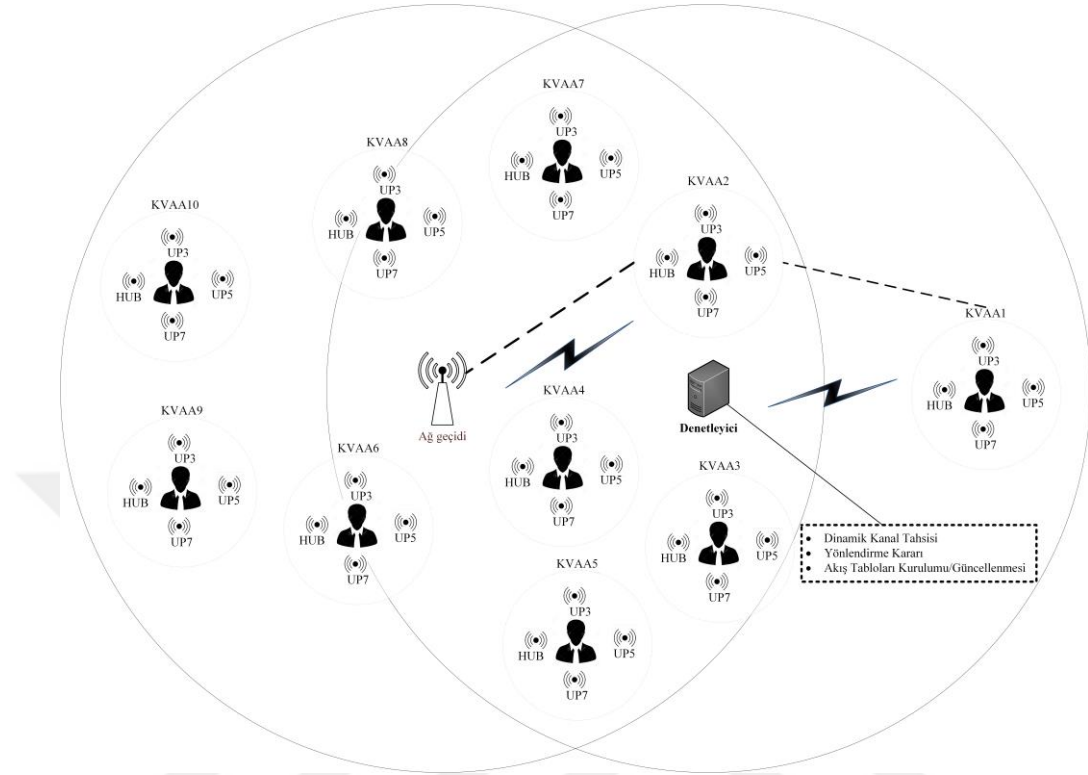 KVAA7
UP3
HUB
UP5
UP7
KVAA8
UP3
HUB
UP5
UP7
KVAA2
UP3
HUB
UP5
UP7
KVAA10
UP3
HUB
UP5
UP7
KVAA1
UP3
HUB
UP5
UP7
Ağ geçidi
KVAA4
UP3
HUB
UP5
UP7
Denetleyici
KVAA9
UP3
HUB
UP5
UP7
KVAA6
UP3
HUB
UP5
UP7
KVAA3
UP3
HUB
UP5
UP7
• Dinamik Kanal Tahsisi
• Yönlendirme Kararı
• Akış Tabloları Kurulumu/Güncellenmesi
KVAA5
UP3
HUB
UP5
UP7